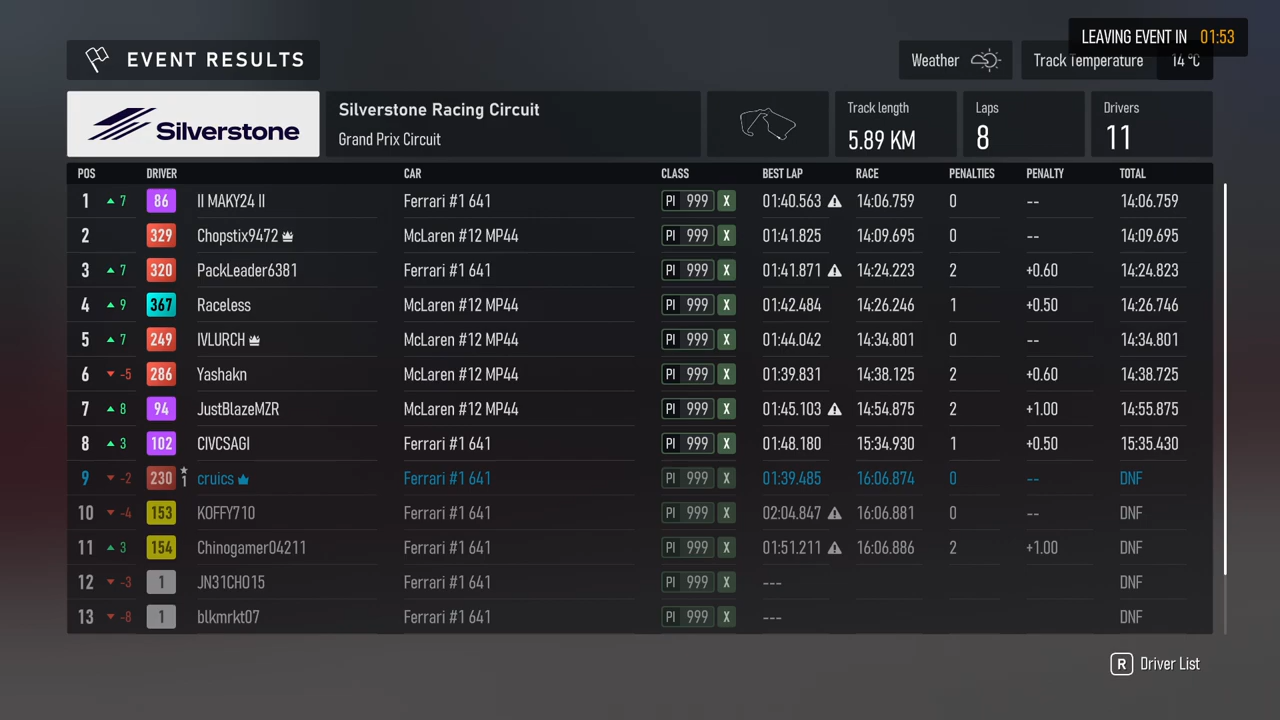 LEAVING EVENT IN 01:53
EVENT RESULTS
Weather
Track Temperature 14 °C
Silverstone
Silverstone Racing Circuit
Grand Prix Circuit
Track length
5.89 KM
Laps
8
Drivers
11
POS DRIVER CAR CLASS BEST LAP RACE PENALTIES PENALTY TOTAL
1 7 86 II MAKY24 II Ferrari #1 641 PI 999 X 01:40.563 14:06.759 0 -- 14:06.759
2 329 Chopstix9472 McLaren #12 MP44 PI 999 X 01:41.825 14:09.695 0 -- 14:09.695
3 7 320 PackLeader6381 Ferrari #1 641 PI 999 X 01:41.871 14:24.223 2 +0.60 14:24.823
4 9 367 Raceless McLaren #12 MP44 PI 999 X 01:42.484 14:26.246 1 +0.50 14:26.746
5 7 249 IVLURCH McLaren #12 MP44 PI 999 X 01:44.042 14:34.801 0 -- 14:34.801
6 -5 286 Yashakn McLaren #12 MP44 PI 999 X 01:39.831 14:38.125 2 +0.60 14:38.725
7 8 94 JustBlazeMZR McLaren #12 MP44 PI 999 X 01:45.103 14:54.875 2 +1.00 14:55.875
8 3 102 CIVCSAGI Ferrari #1 641 PI 999 X 01:48.180 15:34.930 1 +0.50 15:35.430
9 -2 230 1 cruics Ferrari #1 641 PI 999 X 01:39.485 16:06.874 0 -- DNF
10 -4 153 KOFFY710 Ferrari #1 641 PI 999 X 02:04.847 16:06.881 0 -- DNF
11 3 154 Chinogamer04211 Ferrari #1 641 PI 999 X 01:51.211 16:06.886 2 +1.00 DNF
12 -3 1 JN31CHO15 Ferrari #1 641 PI 999 X --- DNF
13 -8 1 blkmrkt07 Ferrari #1 641 PI 999 X --- DNF
R Driver List